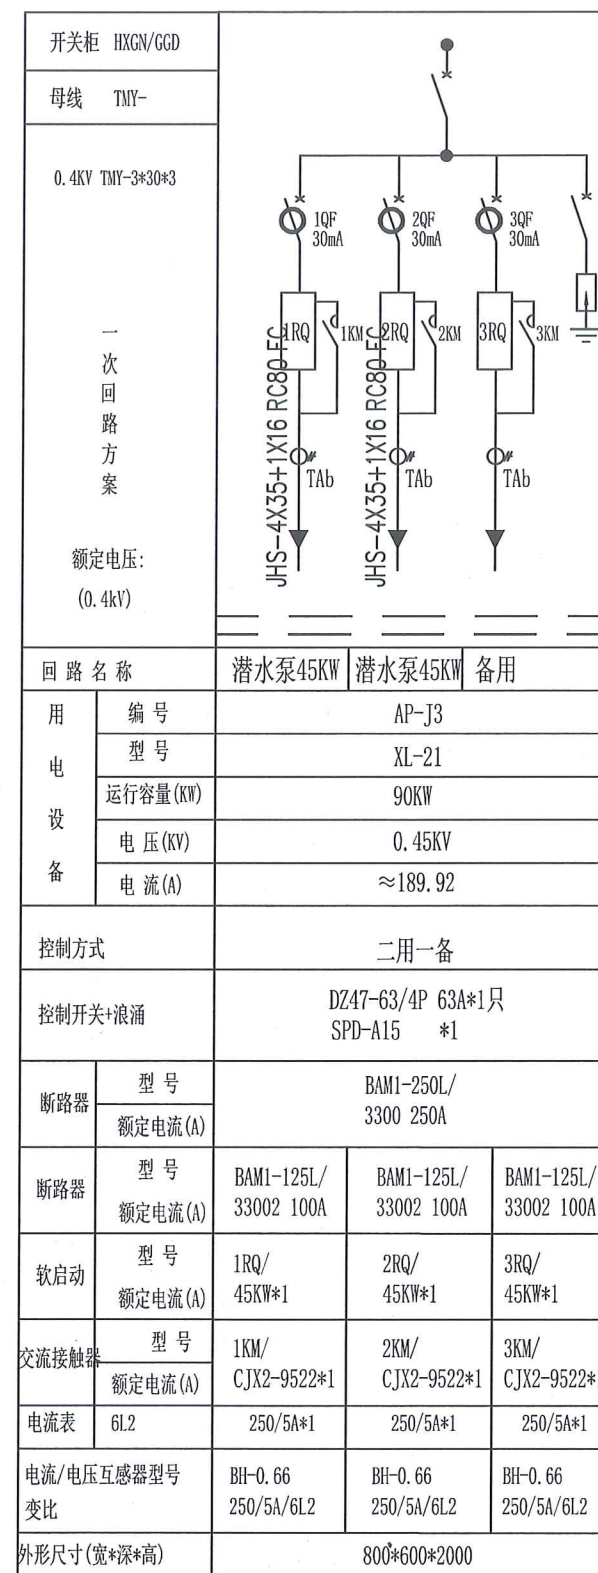 开关柜 HXGN/GGD
母线 TMY-
0.4KV TMY-3*30*3
一次回路方案
额定电压:
(0.4kV)
1QF
30mA
2QF
30mA
3QF
30mA
1RQ
1KM
2RQ
2KM
3RQ
3KM
JHS-4X35+1X16 RC80 FC
JHS-4X35+1X16 RC80 FC
TAb
TAb
TAb
回路名称 潜水泵45KW 潜水泵45KW 备用
用电设备
编号 AP-J3
型号 XL-21
运行容量(KW) 90KW
电压(KV) 0.45KV
电流(A) ≈189.92
控制方式 二用一备
控制开关+浪涌
DZ47-63/4P 63A*1只
SPD-A15 *1
断路器
型号
额定电流(A)
BAM1-250L/
3300 250A
断路器
型号
额定电流(A)
BAM1-125L/
33002 100A
BAM1-125L/
33002 100A
BAM1-125L/
33002 100A
软启动
型号
额定电流(A)
1RQ/
45KW*1
2RQ/
45KW*1
3RQ/
45KW*1
交流接触器
型号
额定电流(A)
1KM/
CJX2-9522*1
2KM/
CJX2-9522*1
3KM/
CJX2-9522*
电流表 6L2 250/5A*1 250/5A*1 250/5A*1
电流/电压互感器型号
变比
BH-0.66
250/5A/6L2
BH-0.66
250/5A/6L2
BH-0.66
250/5A/6L2
外形尺寸(宽*深*高) 800*600*2000